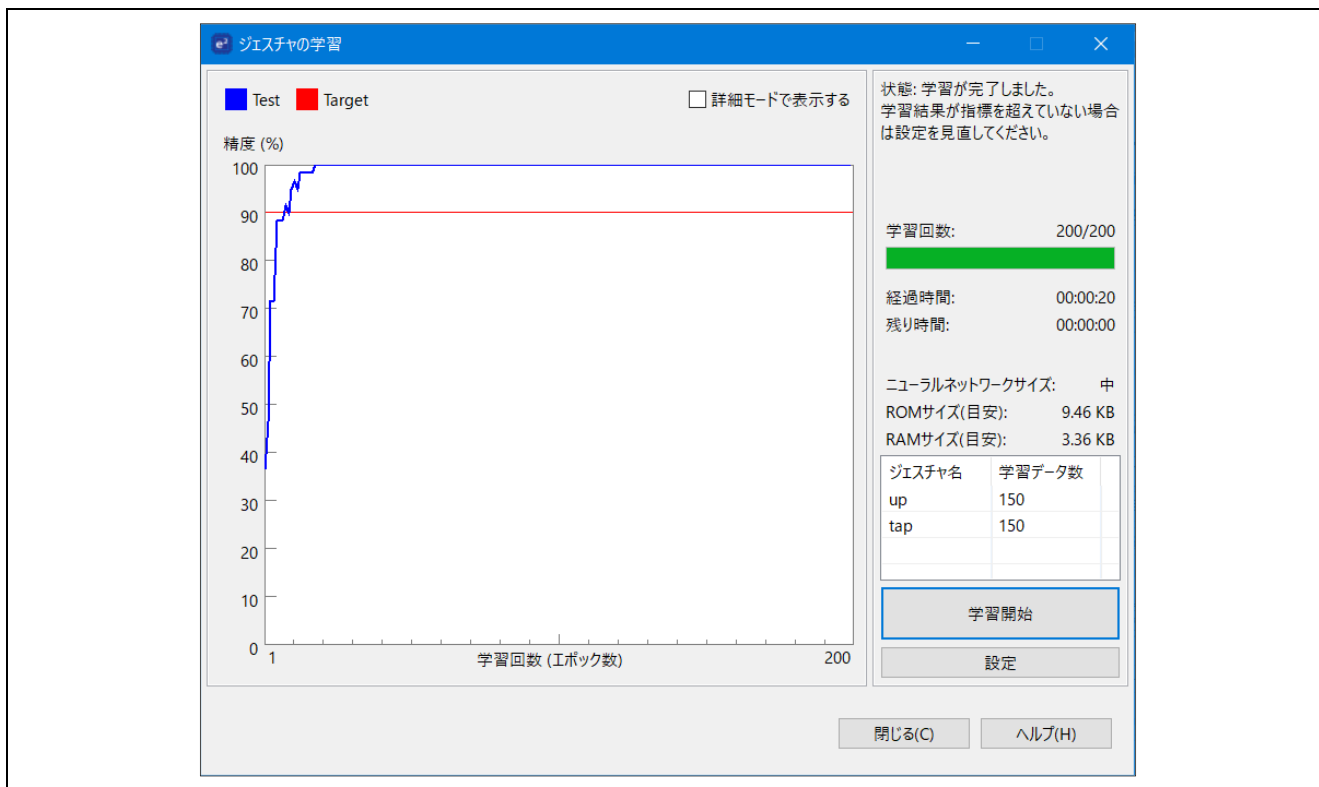 e² ジェスチャの学習
Test Target
詳細モードで表示する
精度 (%)
100
90
80
70
60
50
40
30
20
10
0
1
学習回数 (エポック数)
200
状態: 学習が完了しました。
学習結果が指標を超えていない場合
は設定を見直してください。
学習回数: 200/200
経過時間: 00:00:20
残り時間: 00:00:00
ニューラルネットワークサイズ: 中
ROMサイズ(目安): 9.46 KB
RAMサイズ(目安): 3.36 KB
ジェスチャ名 学習データ数
up 150
tap 150
学習開始
設定
閉じる(C) ヘルプ(H)